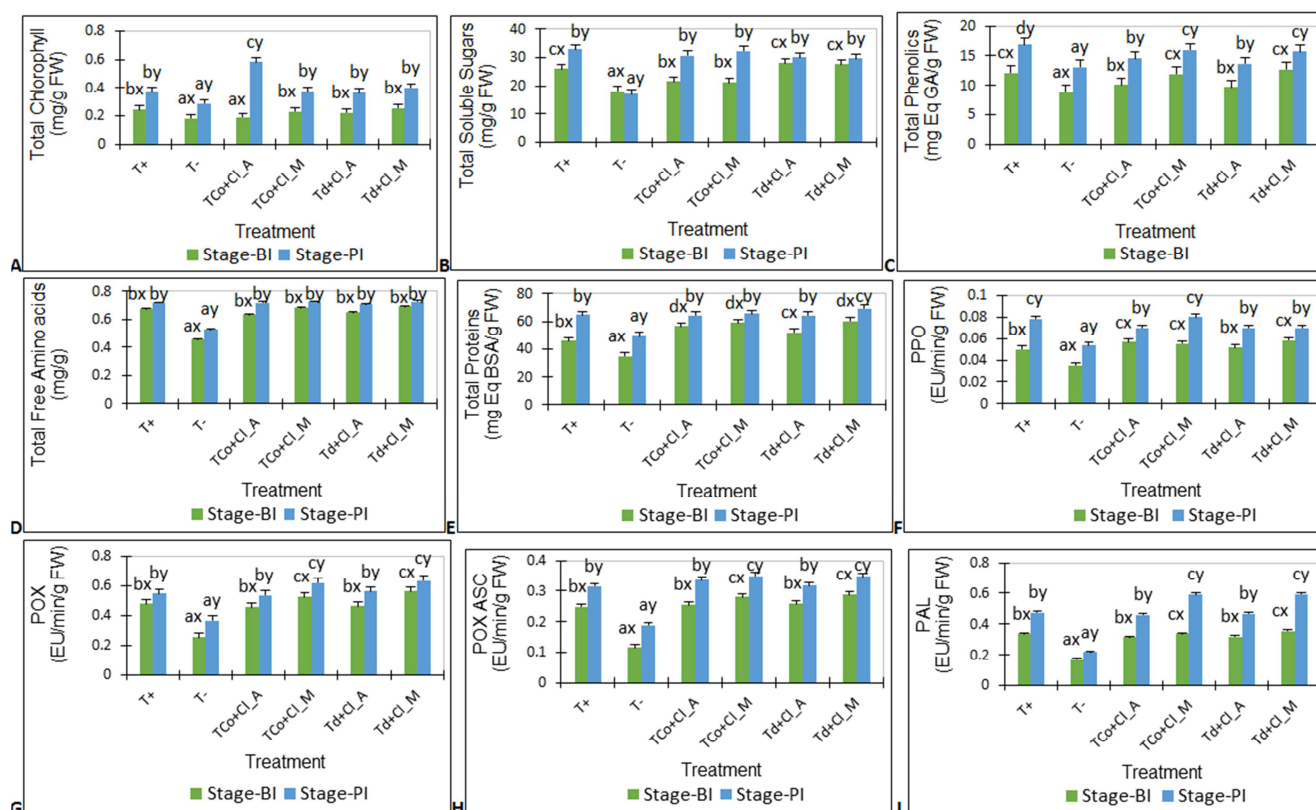 Total Chlorophyll
(mg/g FW)
0.8
0.6
0.4
0.2
0
bx by
ax ay
ax cy
bx by
bx by
bx by
T+
T-
TCo+Cl_A
TCo+Cl_M
Td+Cl_A
Td+Cl_M
Treatment
Stage-BI Stage-PI
A
Total Soluble Sugars
(mg/g FW)
40
30
20
10
0
cx by
ax ay
bx by
bx by
cx by
cx by
T+
T-
TCo+Cl_A
TCo+Cl_M
Td+Cl_A
Td+Cl_M
Treatment
Stage-BI Stage-PI
B
Total Phenolics
(mg Eq GA/g FW)
20
15
10
5
0
cx dy
ax ay
bx by
cx cy
bx by
cx cy
T+
T-
TCo+Cl_A
TCo+Cl_M
Td+Cl_A
Td+Cl_M
Treatment
Stage-BI
C
Total Free Amino acids
(mg/g)
0.8
0.6
0.4
0.2
0
bx by
ax ay
bx by
bx by
bx by
bx by
T+
T-
TCo+Cl_A
TCo+Cl_M
Td+Cl_A
Td+Cl_M
Treatment
Stage-BI Stage-PI
D
Total Proteins
(mg Eq BSA/g FW)
80
60
40
20
0
bx by
ax ay
dx by
dx by
cx by
dx cy
T+
T-
TCo+Cl_A
TCo+Cl_M
Td+Cl_A
Td+Cl_M
Treatment
Stage-BI Stage-PI
E
PPO
(EU/min/g FW)
0.1
0.08
0.06
0.04
0.02
0
bx cy
ax ay
cx by
cx cy
bx by
cx by
T+
T-
TCo+Cl_A
TCo+Cl_M
Td+Cl_A
Td+Cl_M
Treatment
Stage-BI Stage-PI
F
POX
(EU/min/g FW)
0.8
0.6
0.4
0.2
0
bx by
ax ay
bx by
cx cy
bx by
cx cy
T+
T-
TCo+Cl_A
TCo+Cl_M
Td+Cl_A
Td+Cl_M
Treatment
Stage-BI Stage-PI
G
POX ASC
(EU/min/g FW)
0.4
0.3
0.2
0.1
0
bx by
ax ay
bx by
cx cy
bx by
cx cy
T+
T-
TCo+Cl_A
TCo+Cl_M
Td+Cl_A
Td+Cl_M
Treatment
Stage-BI Stage-PI
H
PAL
(EU/min/g FW)
0.8
0.6
0.4
0.2
0
bx by
ax ay
bx by
cx cy
bx by
cx cy
T+
T-
TCo+Cl_A
TCo+Cl_M
Td+Cl_A
Td+Cl_M
Treatment
Stage-BI Stage-PI